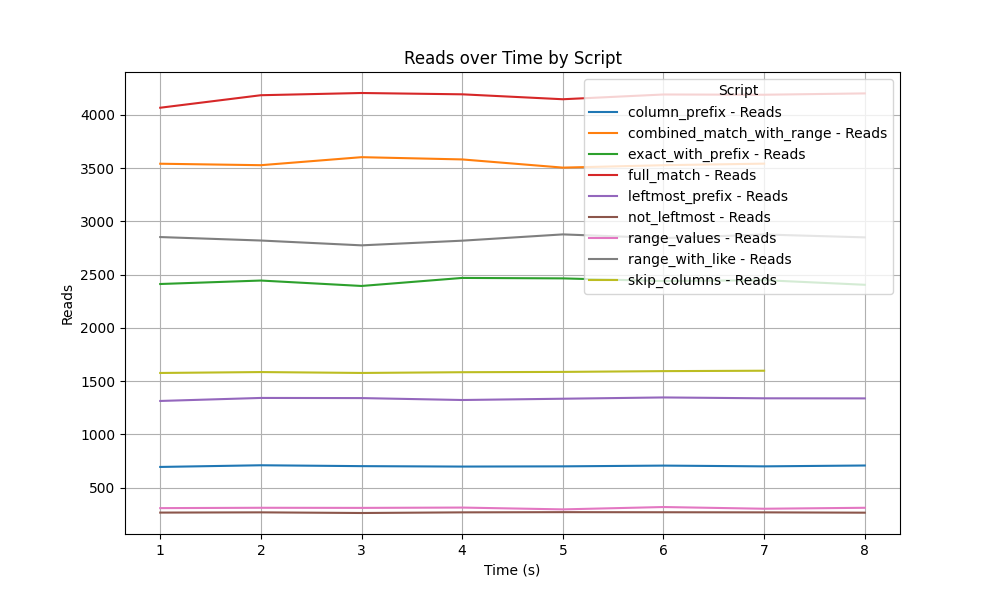 Reads over Time by Script
Script
column_prefix - Reads
combined_match_with_range - Reads
exact_with_prefix - Reads
full_match - Reads
leftmost_prefix - Reads
not_leftmost - Reads
range_values - Reads
range_with_like - Reads
skip_columns - Reads
Reads
4000
3500
3000
2500
2000
1500
1000
500
1 2 3 4 5 6 7 8
Time (s)